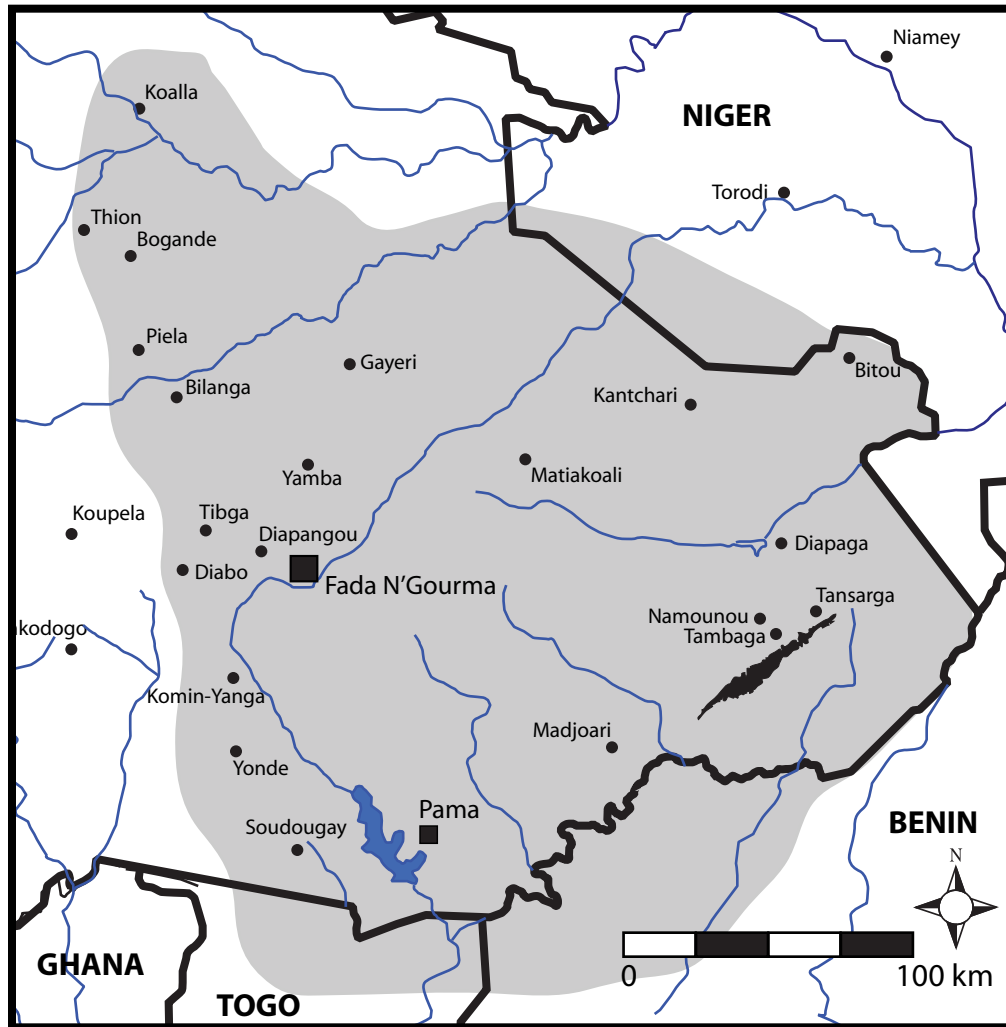 Niamey
Koalla
NIGER
Torodi
Thion
Bogande
Piela
Gayeri
Bitou
Bilanga
Kantchari
Yamba
Matiakoali
Koupela
Tibga
Diapangou
Diapaga
Diabo
Fada N'Gourma
Tansarga
Namounou
Tambaga
kodogo
Komin-Yanga
Madjoari
Yonde
Pama
Soudougay
BENIN
N
GHANA
0
100 km
TOGO